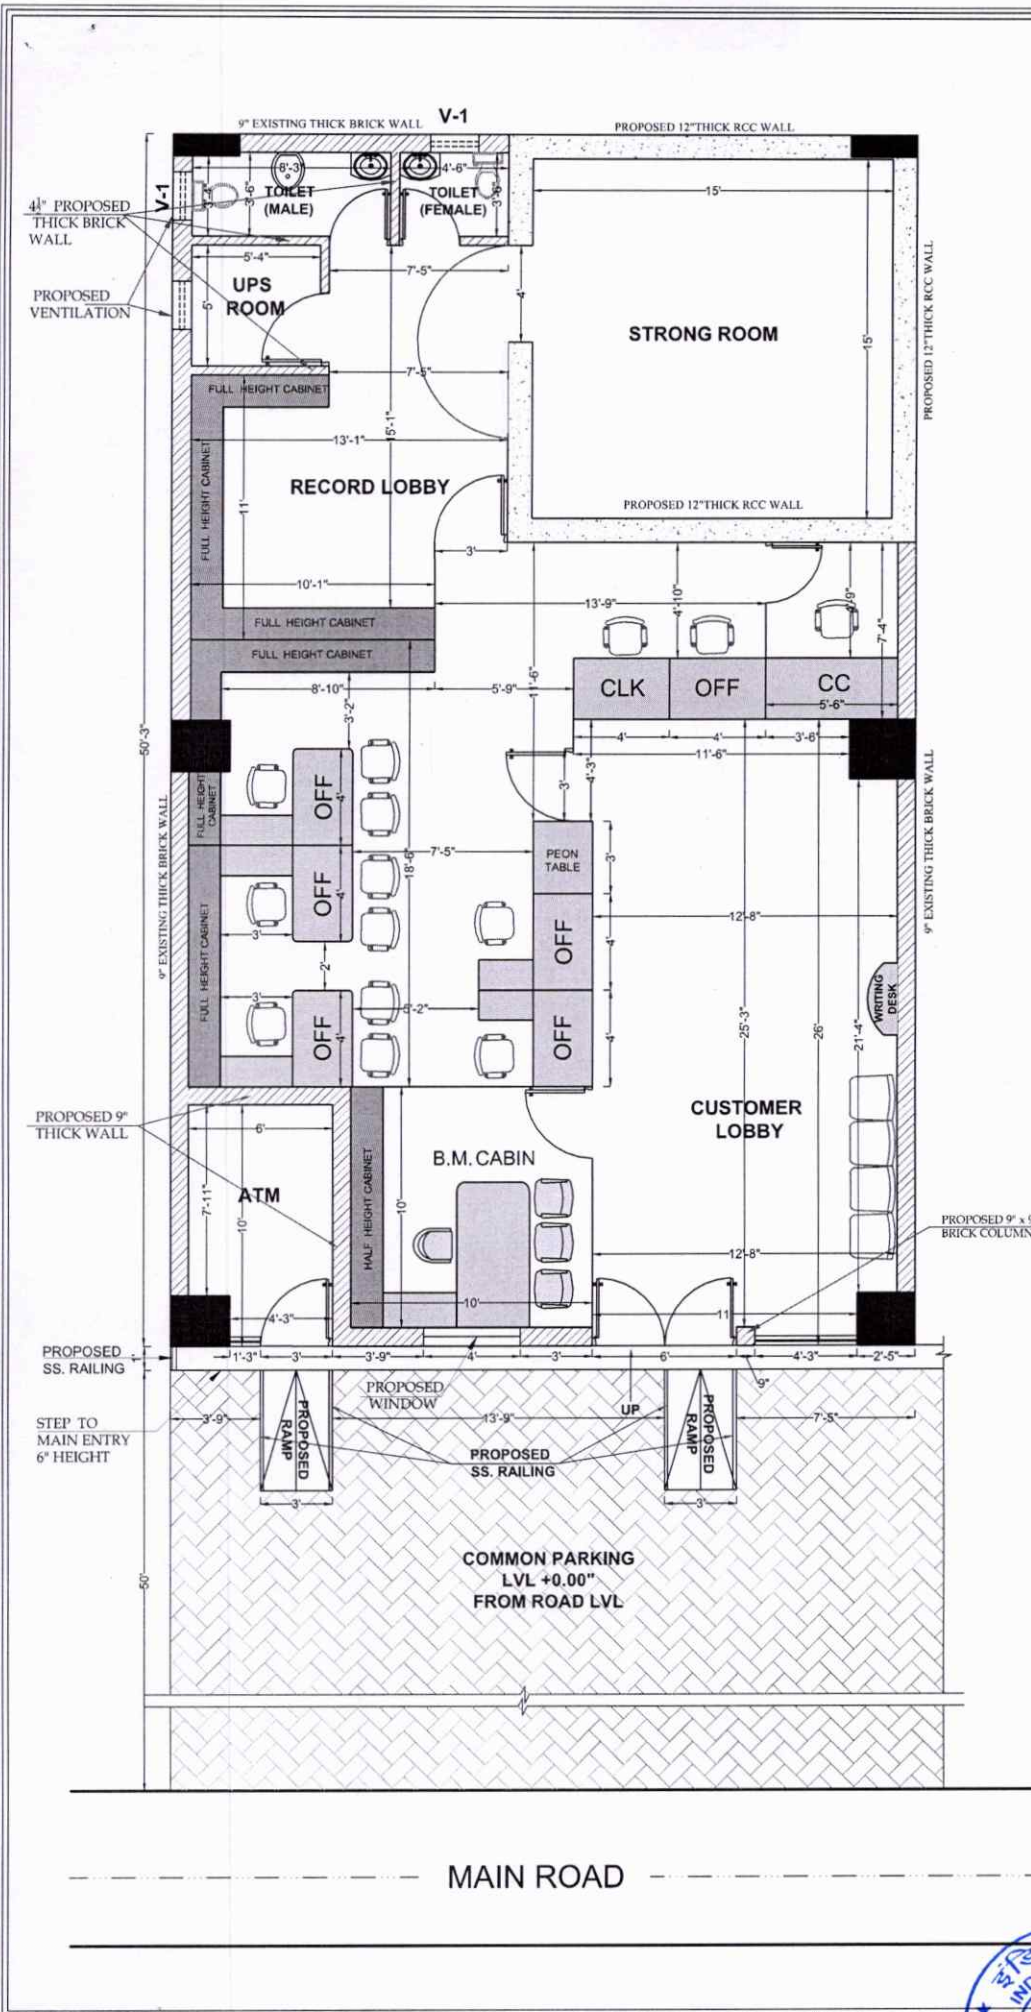 V-1
9" EXISTING THICK BRICK WALL
PROPOSED 12"THICK RCC WALL
8'-3"
4'-6"
V-1
3'-4"
3'-6"
TOILET
(MALE)
TOILET
(FEMALE)
3'-6"
15'
4½" PROPOSED
THICK BRICK
WALL
5'-4"
7'-5"
UPS
ROOM
5'
4'
PROPOSED
VENTILATION
STRONG ROOM
15'
PROPOSED 12"THICK RCC WALL
FULL HEIGHT CABINET
7'-5"
13'-1"
15'-1"
FULL HEIGHT CABINET
11'
RECORD LOBBY
PROPOSED 12"THICK RCC WALL
3'
10'-1"
13'-9"
4'-10"
4'-9"
7'-4"
FULL HEIGHT CABINET
FULL HEIGHT CABINET
8'-10"
5'-9"
11'-6"
CLK
OFF
CC
5'-6"
3'-2"
4'
4'
3'-6"
11'-6"
50'-3"
4'-3"
3'
FULL HEIGHT
CABINET
OFF
4'
9" EXISTING THICK BRICK WALL
9" EXISTING THICK BRICK WALL
7'-5"
18'-6"
PEON
TABLE
3'
FULL HEIGHT CABINET
OFF
4'
3'
12'-8"
OFF
4'
2'
WRITING
DESK
3'
OFF
4'
OFF
4'
25'-3"
26'
21'-4"
PROPOSED 9"
THICK WALL
6'
CUSTOMER
LOBBY
B.M. CABIN
ATM
7'-11"
10'
HALF HEIGHT CABINET
10'
PROPOSED 9" x
BRICK COLUMN
12'-8"
10'
11
4'-3"
PROPOSED
SS. RAILING
1'-3"
3'
3'-9"
4'
3'
6'
4'-3"
2'-5"
PROPOSED
WINDOW
9"
UP
STEP TO
MAIN ENTRY
6" HEIGHT
3'-9"
13'-9"
7'-5"
PROPOSED
RAMP
PROPOSED
RAMP
PROPOSED
SS. RAILING
3'
3'
COMMON PARKING
LVL +0.00"
FROM ROAD LVL
50'
MAIN ROAD